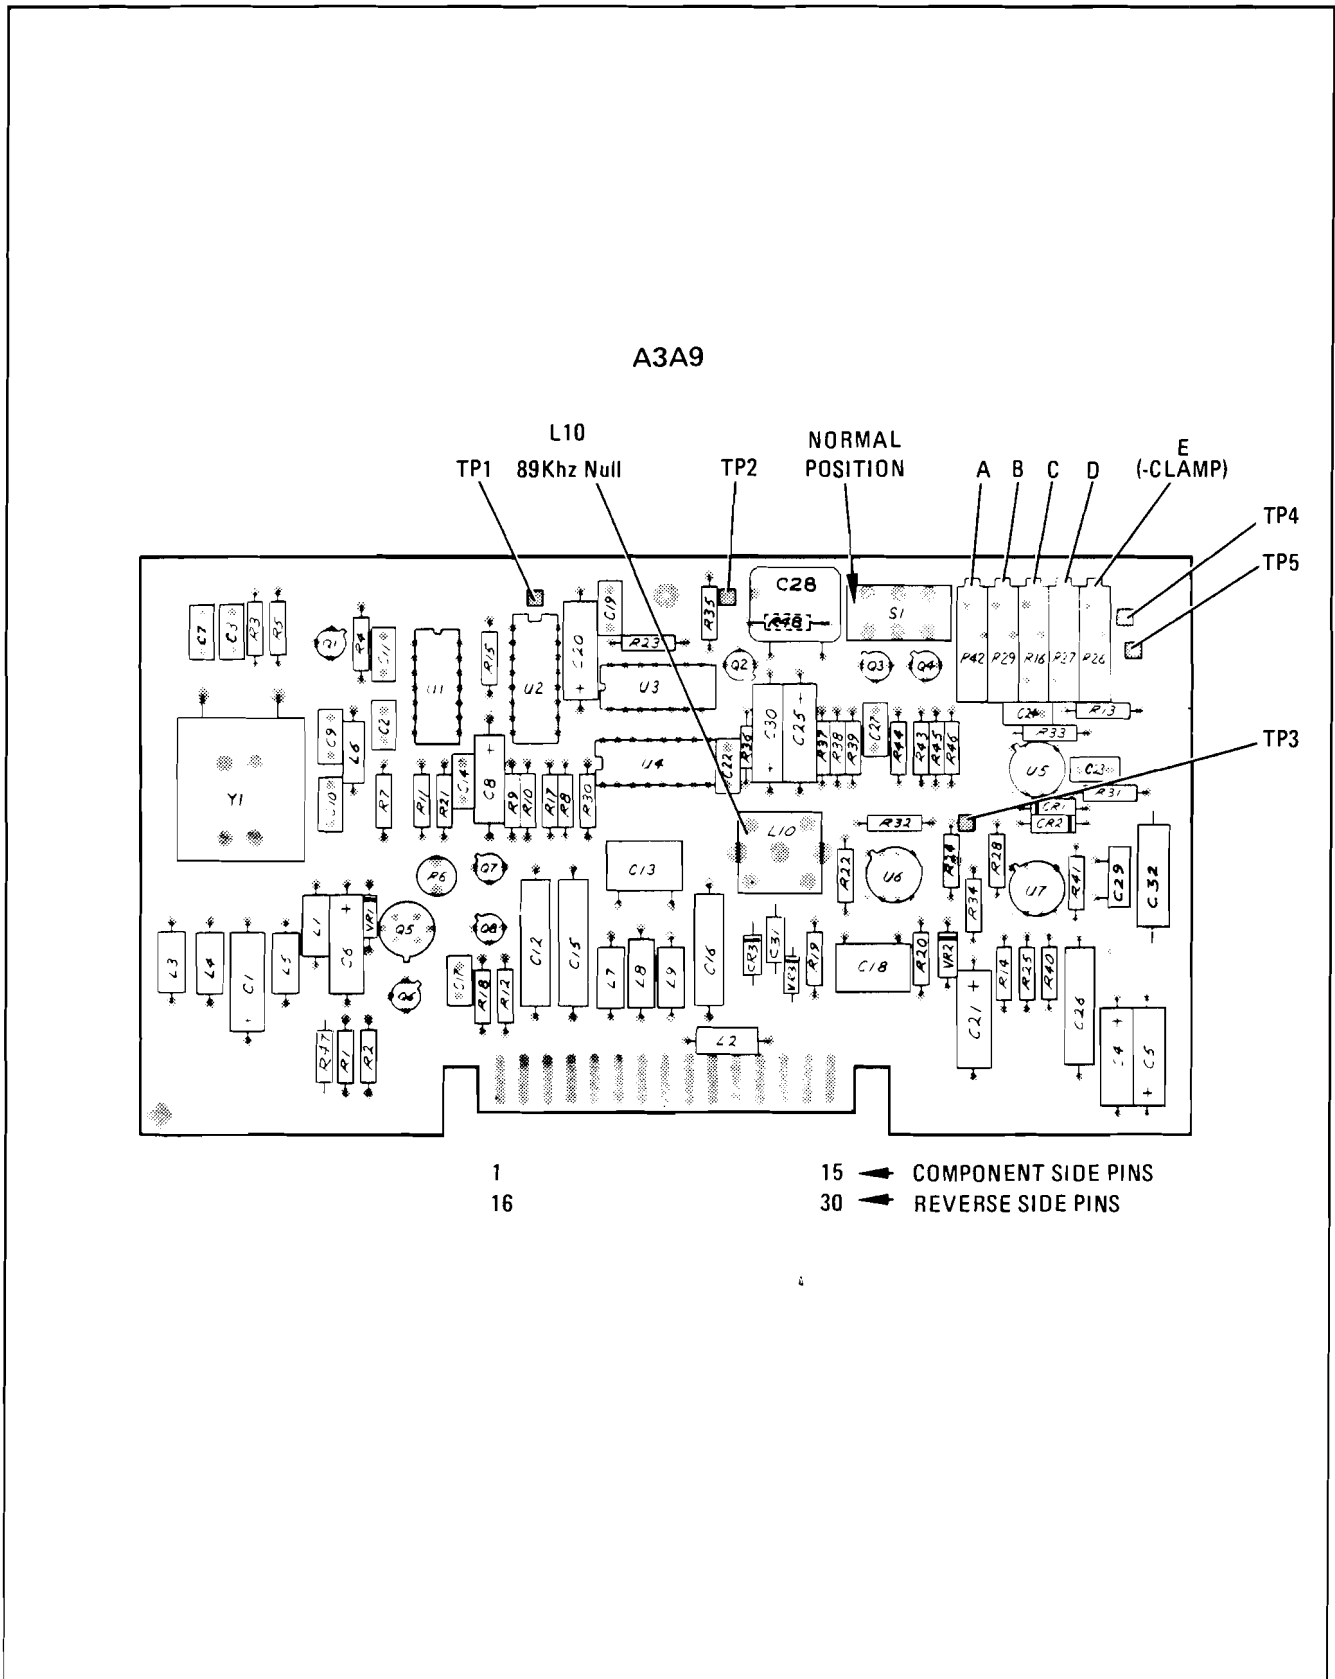 A3A9
L10
89Khz Null
TP1
TP2
NORMAL
POSITION
A
B
C
D
E
(-CLAMP)
TP4
TP5
TP3
C7
C3
R3
R5
Q1
R4
C11
U1
R15
U2
C20
C19
R23
U3
R35
C28
R48
Q2
S1
Q3
Q4
R42
R29
R16
R37
R26
R13
R33
U5
C23
R31
CR1
CR2
Y1
C9
L6
C10
C2
R7
R11
R21
C14
C8
+
R9
R10
R17
R8
R30
U4
C22
R36
C30
+
C25
R38
R39
C27
R44
R43
R45
R46
L10
R32
R22
U6
R24
R28
R34
U7
R41
C29
C32
R6
Q7
Q8
Q5
Q6
C13
L3
L4
C1
L5
L1
C6
+
VR1
C17
R18
R12
C12
C15
L7
L8
L9
C16
CR3
C31
R19
C18
R20
VR2
C21
+
R14
R25
R40
C26
C4
+
C5
+
R47
R1
R2
L2
1
15
COMPONENT SIDE PINS
16
30
REVERSE SIDE PINS